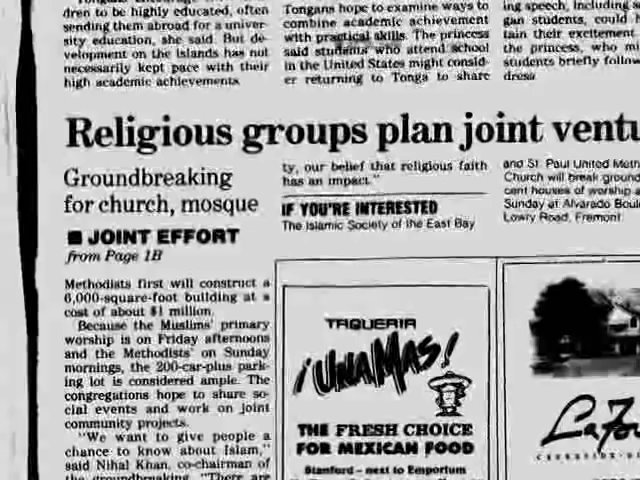 dren to be highly educated, often
sending them abroad for a univer-
sity education, she said. But de-
velopment on the islands has not
necessarily kept pace with their
high academic achievements.
Tongans hope to examine ways to
combine academic achievement
with practical skills. The princess
said students who attend school
in the United States might consid-
er returning to Tonga to share
ing speech, including s
gan students, could
tain their excitement
the princess, who m
students briefly follow
dress
Religious groups plan joint ventu
Groundbreaking
for church, mosque
■ JOINT EFFORT
from Page 1B
Methodists first will construct a
6,000-square-foot building at a
cost of about $1 million.
Because the Muslims' primary
worship is on Friday afternoons
and the Methodists' on Sunday
mornings, the 200-car-plus park-
ing lot is considered ample. The
congregations hope to share so-
cial events and work on joint
community projects.
"We want to give people a
chance to know about Islam,"
said Nihal Khan, co-chairman of
the groundbreaking. "There are
ty, our belief that religious faith
has an impact."
IF YOU'RE INTERESTED
The Islamic Society of the East Bay
and St. Paul United Meth
Church will break ground
cent houses of worship a
Sunday at Alvarado Boule
Lowry Road, Fremont.
TAQUERIA
¡UNA MAS!
THE FRESH CHOICE
FOR MEXICAN FOOD
Stanford – next to Emporium
La Fo